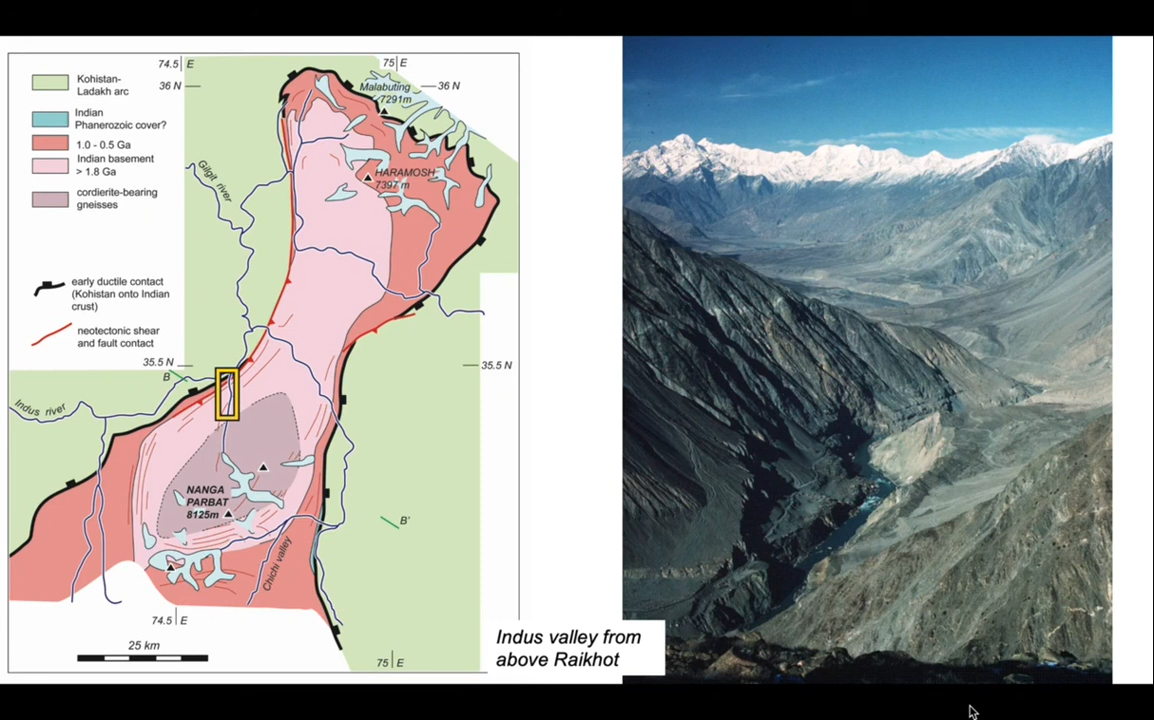 74.5 E
75 E
36 N
36 N
Kohistan-
Ladakh arc
Indian
Phanerozoic cover?
1.0 - 0.5 Ga
Indian basement
> 1.8 Ga
cordierite-bearing
gneisses
Malabuting
7291m
HARAMOSH
7397 m
Gilgit river
early ductile contact
(Kohistan onto Indian
crust)
neotectonic shear
and fault contact
35.5 N
35.5 N
B
Indus river
NANGA
PARBAT
8125m
B'
Chichi valley
74.5 E
25 km
75 E
Indus valley from
above Raikhot